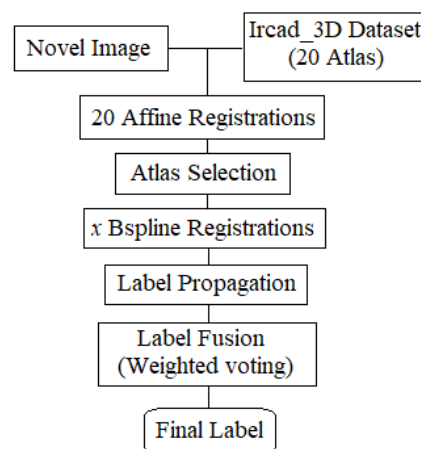 Novel Image
Ircad_3D Dataset
(20 Atlas)
20 Affine Registrations
Atlas Selection
x Bspline Registrations
Label Propagation
Label Fusion
(Weighted voting)
Final Label